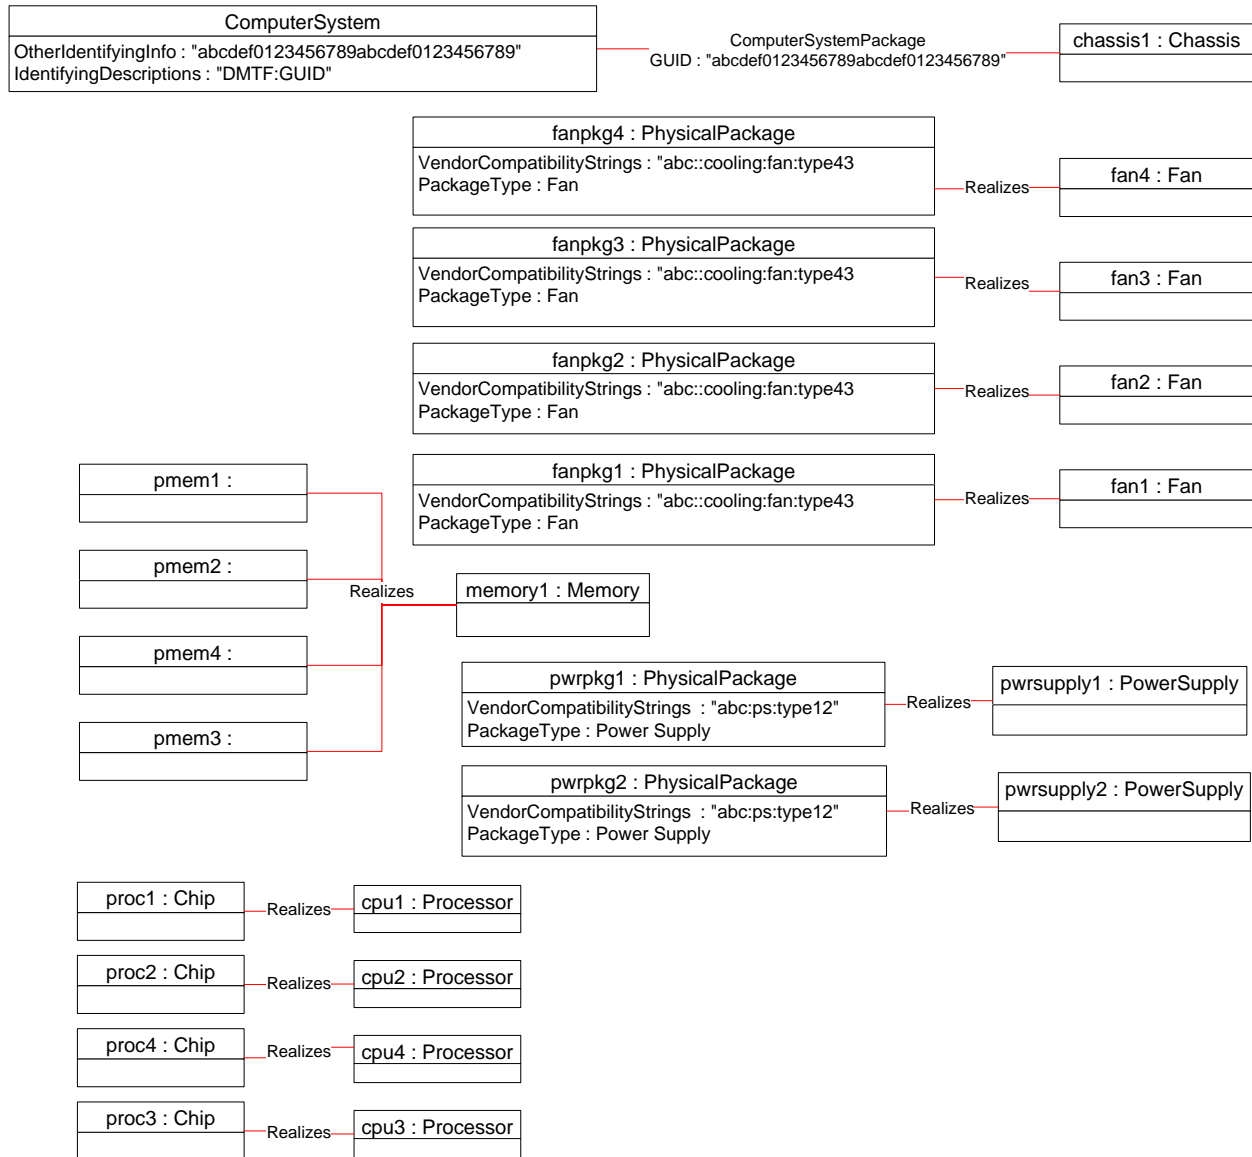 ComputerSystem
OtherIdentifyingInfo : "abcdef0123456789abcdef0123456789"
IdentifyingDescriptions : "DMTF:GUID"
ComputerSystemPackage
GUID : "abcdef0123456789abcdef0123456789"
chassis1 : Chassis
fanpkg4 : PhysicalPackage
VendorCompatibilityStrings : "abc::cooling:fan:type43
PackageType : Fan
Realizes
fan4 : Fan
fanpkg3 : PhysicalPackage
VendorCompatibilityStrings : "abc::cooling:fan:type43
PackageType : Fan
Realizes
fan3 : Fan
fanpkg2 : PhysicalPackage
VendorCompatibilityStrings : "abc::cooling:fan:type43
PackageType : Fan
Realizes
fan2 : Fan
fanpkg1 : PhysicalPackage
VendorCompatibilityStrings : "abc::cooling:fan:type43
PackageType : Fan
Realizes
fan1 : Fan
pmem1 :
pmem2 :
pmem4 :
pmem3 :
Realizes
memory1 : Memory
pwrpkg1 : PhysicalPackage
VendorCompatibilityStrings : "abc:ps:type12"
PackageType : Power Supply
Realizes
pwrsupply1 : PowerSupply
pwrpkg2 : PhysicalPackage
VendorCompatibilityStrings : "abc:ps:type12"
PackageType : Power Supply
Realizes
pwrsupply2 : PowerSupply
proc1 : Chip
Realizes
cpu1 : Processor
proc2 : Chip
Realizes
cpu2 : Processor
proc4 : Chip
Realizes
cpu4 : Processor
proc3 : Chip
Realizes
cpu3 : Processor